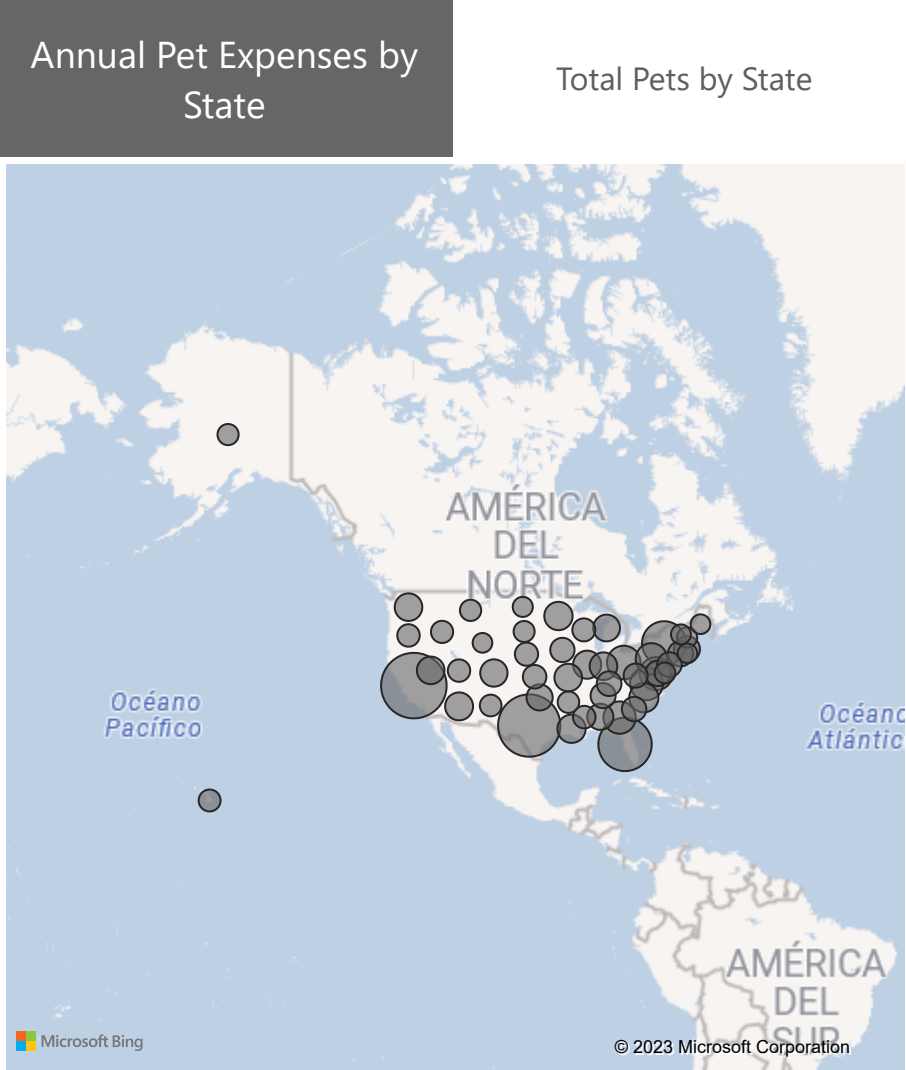 Annual Pet Expenses by
State
Total Pets by State
AMÉRICA
DEL
NORTE
Océano
Pacífico
Océano
Atlántic
AMÉRICA
DEL
SUR
Microsoft Bing
© 2023 Microsoft Corporation